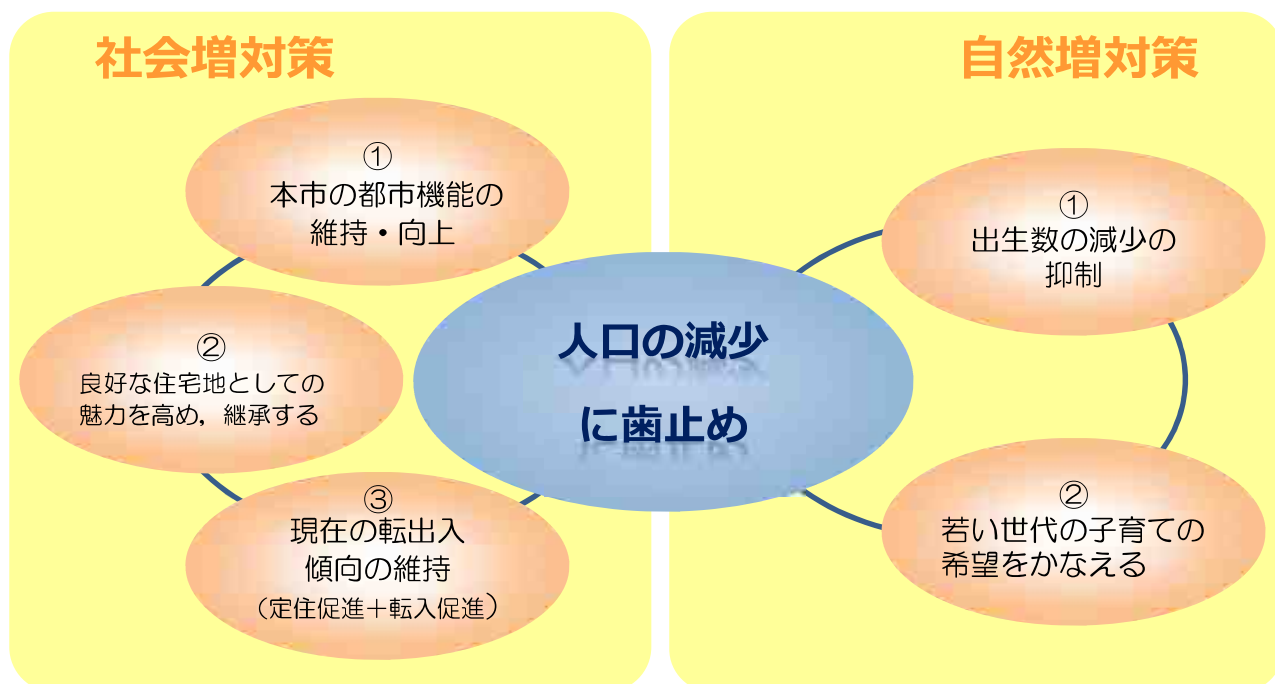 社会増対策
①
本市の都市機能の
維持・向上
②
良好な住宅地としての
魅力を高め，継承する
③
現在の転出入
傾向の維持
（定住促進＋転入促進）
人口の減少
に歯止め
自然増対策
①
出生数の減少の
抑制
②
若い世代の子育ての
希望をかなえる